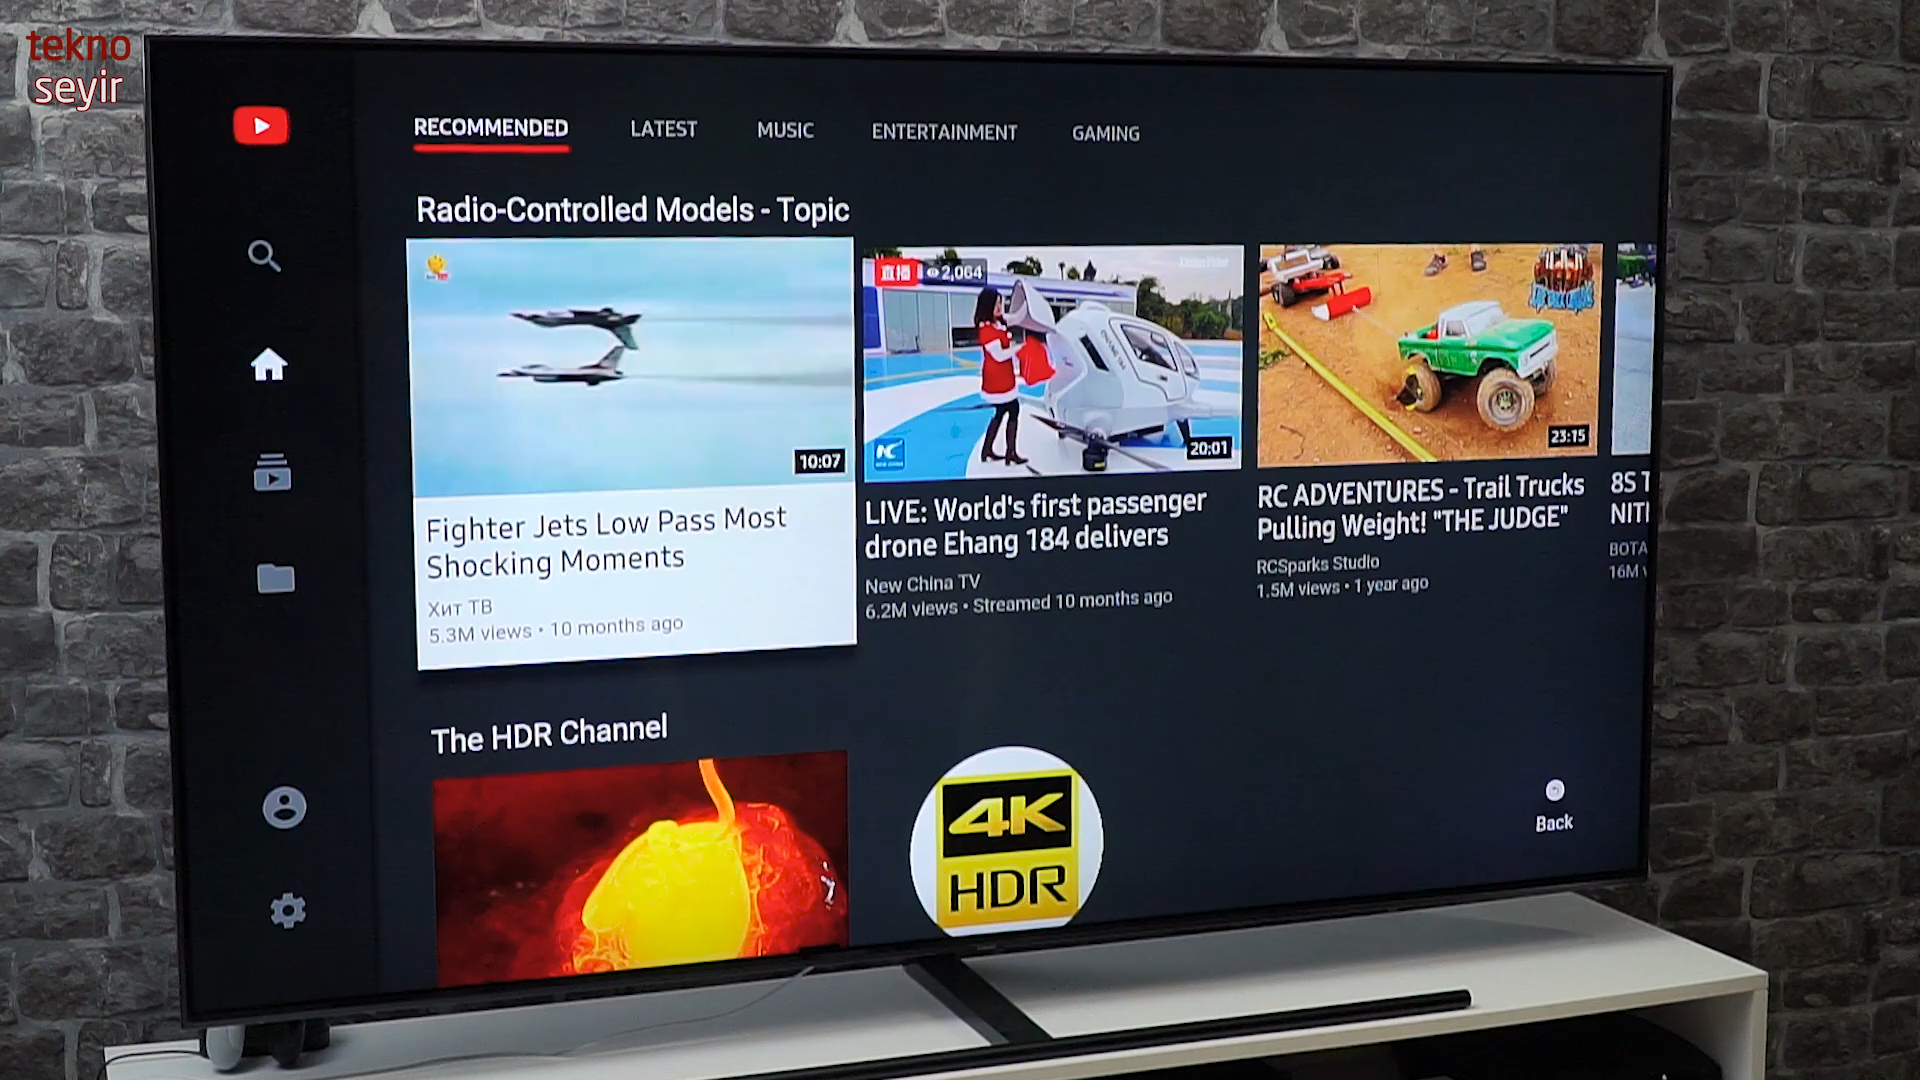 tekno
seyir
RECOMMENDED LATEST MUSIC ENTERTAINMENT GAMING
Radio-Controlled Models - Topic
直播 2,064
10:07
20:01
23:15
Fighter Jets Low Pass Most
Shocking Moments
Хит ТВ
5.3M views • 10 months ago
LIVE: World's first passenger
drone Ehang 184 delivers
New China TV
6.2M views • Streamed 10 months ago
RC ADVENTURES - Trail Trucks
Pulling Weight! "THE JUDGE"
RCSparks Studio
1.5M views • 1 year ago
8S T
NIT
BOTA
16M v
The HDR Channel
4K
HDR
Back